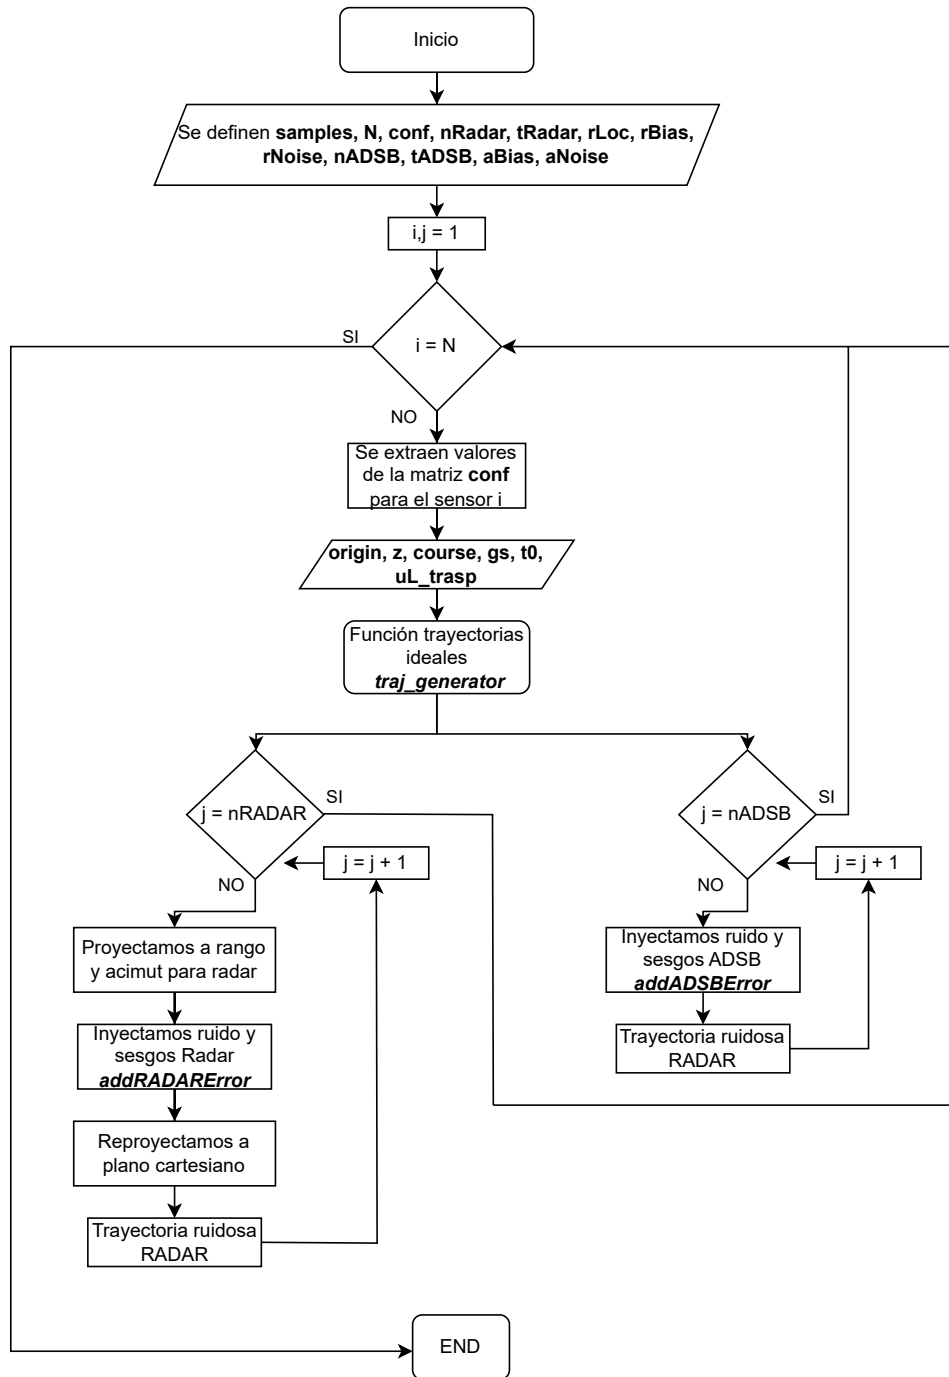 Inicio
Se definen samples, N, conf, nRadar, tRadar, rLoc, rBias,
rNoise, nADSB, tADSB, aBias, aNoise
i,j = 1
SI
i = N
NO
Se extraen valores
de la matriz conf
para el sensor i
origin, z, course, gs, t0,
uL_trasp
Función trayectorias
ideales
traj_generator
j = nRADAR
SI
NO
j = j + 1
Proyectamos a rango
y acimut para radar
Inyectamos ruido y
sesgos Radar
addRADARError
Reproyectamos a
plano cartesiano
Trayectoria ruidosa
RADAR
j = nADSB
SI
NO
j = j + 1
Inyectamos ruido y
sesgos ADSB
addADSBError
Trayectoria ruidosa
RADAR
END